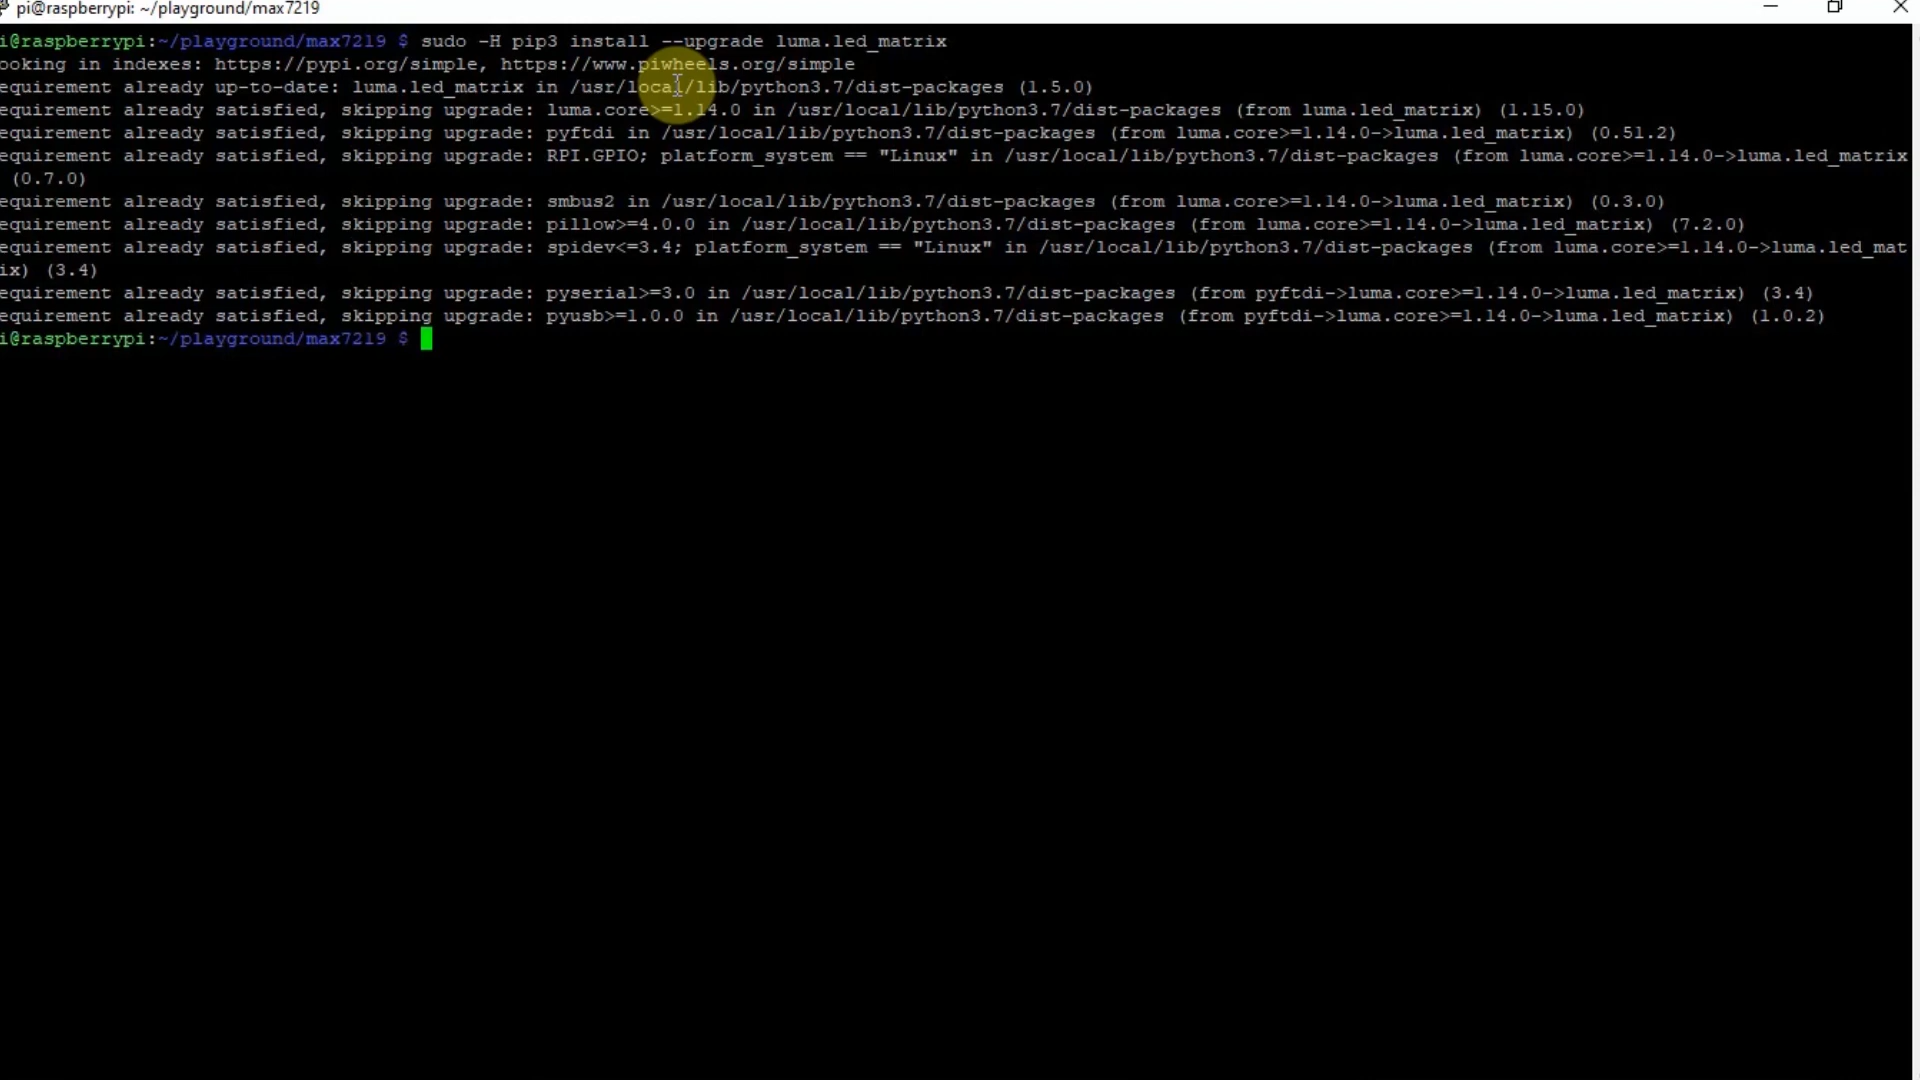 pi@raspberrypi: ~/playground/max7219
i@raspberrypi:~/playground/max7219 $ sudo -H pip3 install --upgrade luma.led_matrix
ooking in indexes: https://pypi.org/simple, https://www.piwheels.org/simple
equirement already up-to-date: luma.led_matrix in /usr/local/lib/python3.7/dist-packages (1.5.0)
equirement already satisfied, skipping upgrade: luma.core>=1.14.0 in /usr/local/lib/python3.7/dist-packages (from luma.led_matrix) (1.15.0)
equirement already satisfied, skipping upgrade: pyftdi in /usr/local/lib/python3.7/dist-packages (from luma.core>=1.14.0->luma.led_matrix) (0.51.2)
equirement already satisfied, skipping upgrade: RPI.GPIO; platform_system == "Linux" in /usr/local/lib/python3.7/dist-packages (from luma.core>=1.14.0->luma.led_matrix
(0.7.0)
equirement already satisfied, skipping upgrade: smbus2 in /usr/local/lib/python3.7/dist-packages (from luma.core>=1.14.0->luma.led_matrix) (0.3.0)
equirement already satisfied, skipping upgrade: pillow>=4.0.0 in /usr/local/lib/python3.7/dist-packages (from luma.core>=1.14.0->luma.led_matrix) (7.2.0)
equirement already satisfied, skipping upgrade: spidev<=3.4; platform_system == "Linux" in /usr/local/lib/python3.7/dist-packages (from luma.core>=1.14.0->luma.led_mat
ix) (3.4)
equirement already satisfied, skipping upgrade: pyserial>=3.0 in /usr/local/lib/python3.7/dist-packages (from pyftdi->luma.core>=1.14.0->luma.led_matrix) (3.4)
equirement already satisfied, skipping upgrade: pyusb>=1.0.0 in /usr/local/lib/python3.7/dist-packages (from pyftdi->luma.core>=1.14.0->luma.led_matrix) (1.0.2)
i@raspberrypi:~/playground/max7219 $